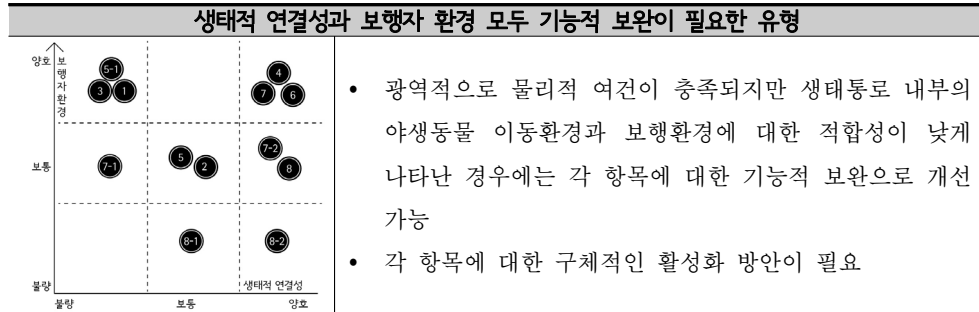 생태적 연결성과 보행자 환경 모두 기능적 보완이 필요한 유형
양호
보행자환경
5-1
3 1
4
7 6
보통
7-1
5
2
7-2
8
8-1
8-2
불량
생태적 연결성
불량 보통 양호
• 광역적으로 물리적 여건이 충족되지만 생태통로 내부의
야생동물 이동환경과 보행환경에 대한 적합성이 낮게
나타난 경우에는 각 항목에 대한 기능적 보완으로 개선
가능
• 각 항목에 대한 구체적인 활성화 방안이 필요